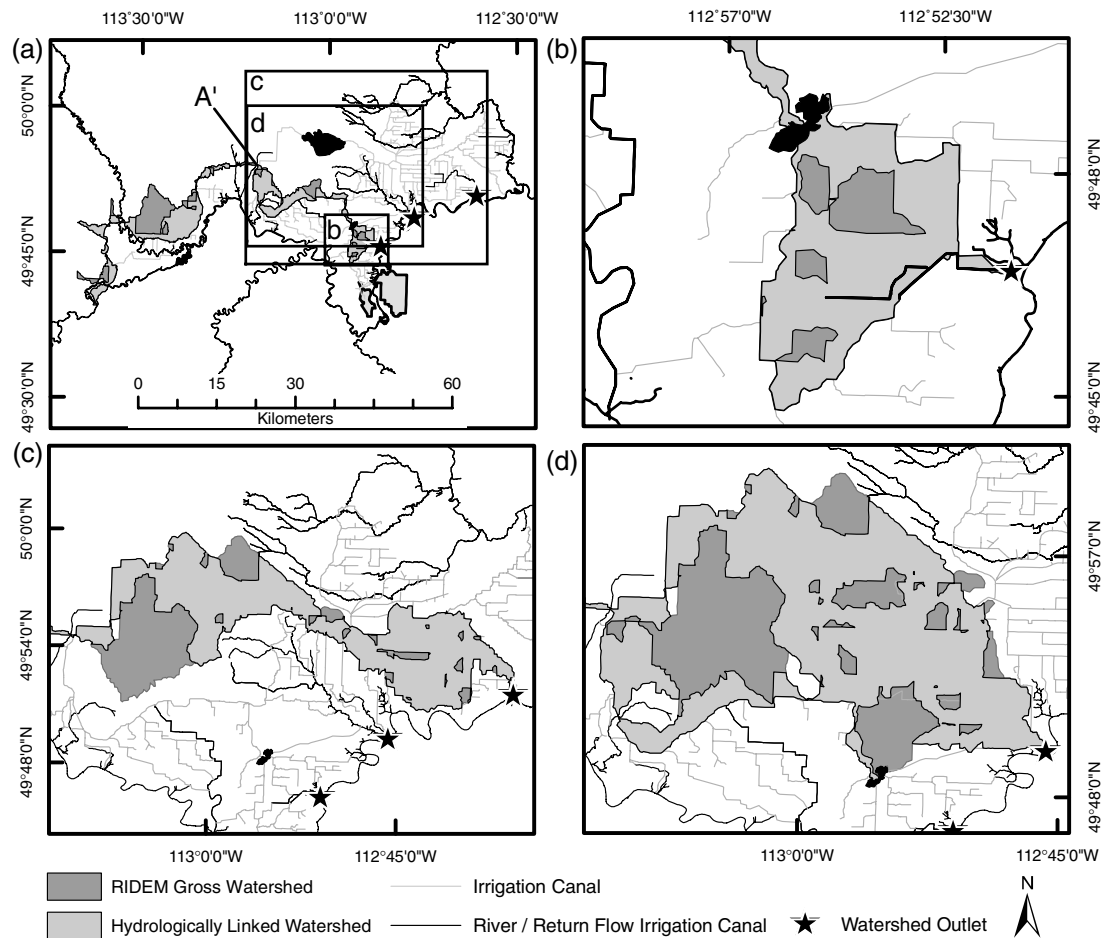 113°30'0"W 113°0'0"W 112°30'0"W
(a)
c
A'
d
b
50°0'0"N
49°45'0"N
49°30'0"N
0 15 30 60
Kilometers
112°57'0"W 112°52'30"W
(b)
49°48'0"N
49°45'0"N
(c)
50°0'0"N
49°54'0"N
49°48'0"N
113°0'0"W 112°45'0"W
(d)
49°57'0"N
49°48'0"N
113°0'0"W 112°45'0"W
RIDEM Gross Watershed
Irrigation Canal
N
Hydrologically Linked Watershed
River / Return Flow Irrigation Canal
Watershed Outlet